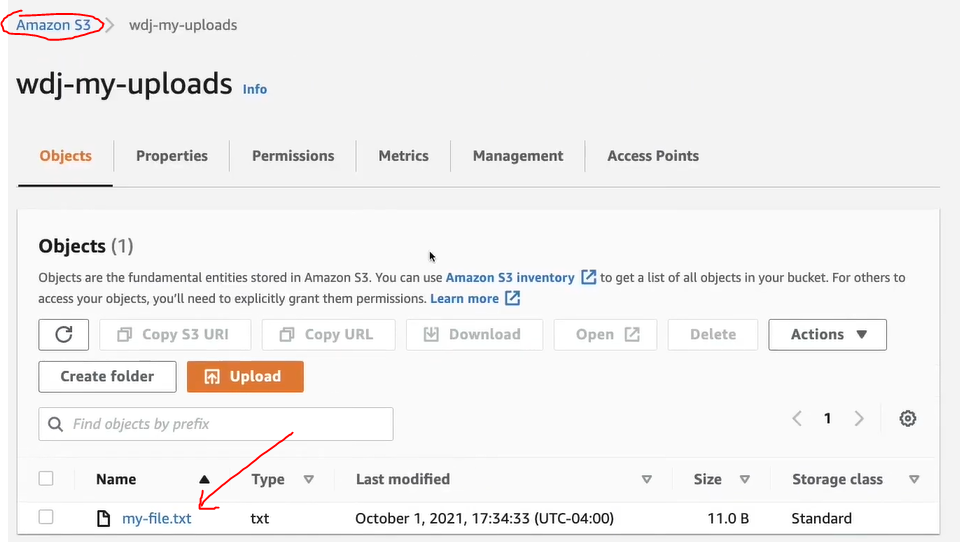 Amazon S3 > wdj-my-uploads
wdj-my-uploads Info
Objects Properties Permissions Metrics Management Access Points
Objects (1)
Objects are the fundamental entities stored in Amazon S3. You can use Amazon S3 inventory to get a list of all objects in your bucket. For others to
access your objects, you'll need to explicitly grant them permissions. Learn more
Copy S3 URI Copy URL Download Open Delete Actions
Create folder Upload
Find objects by prefix 1
Name Type Last modified Size Storage class
my-file.txt txt October 1, 2021, 17:34:33 (UTC-04:00) 11.0 B Standard